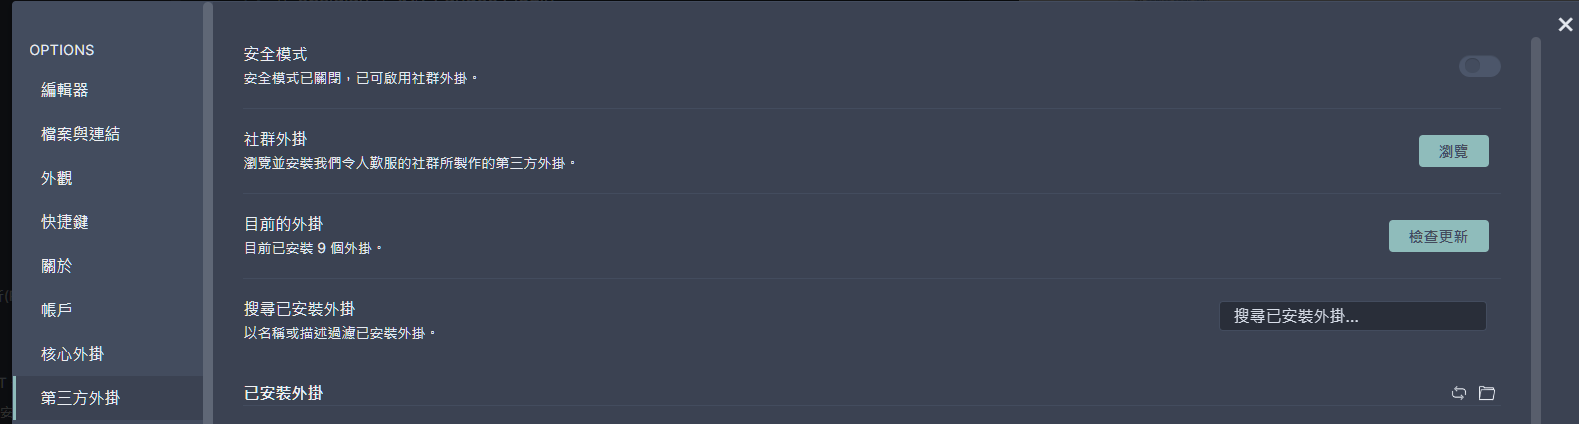 OPTIONS
編輯器
檔案與連結
外觀
快捷鍵
關於
帳戶
核心外掛
第三方外掛
安全模式
安全模式已關閉，已可啟用社群外掛。
社群外掛
瀏覽並安裝我們令人歎服的社群所製作的第三方外掛。
瀏覽
目前的外掛
目前已安裝 9 個外掛。
檢查更新
搜尋已安裝外掛
以名稱或描述過濾已安裝外掛。
搜尋已安裝外掛...
已安裝外掛